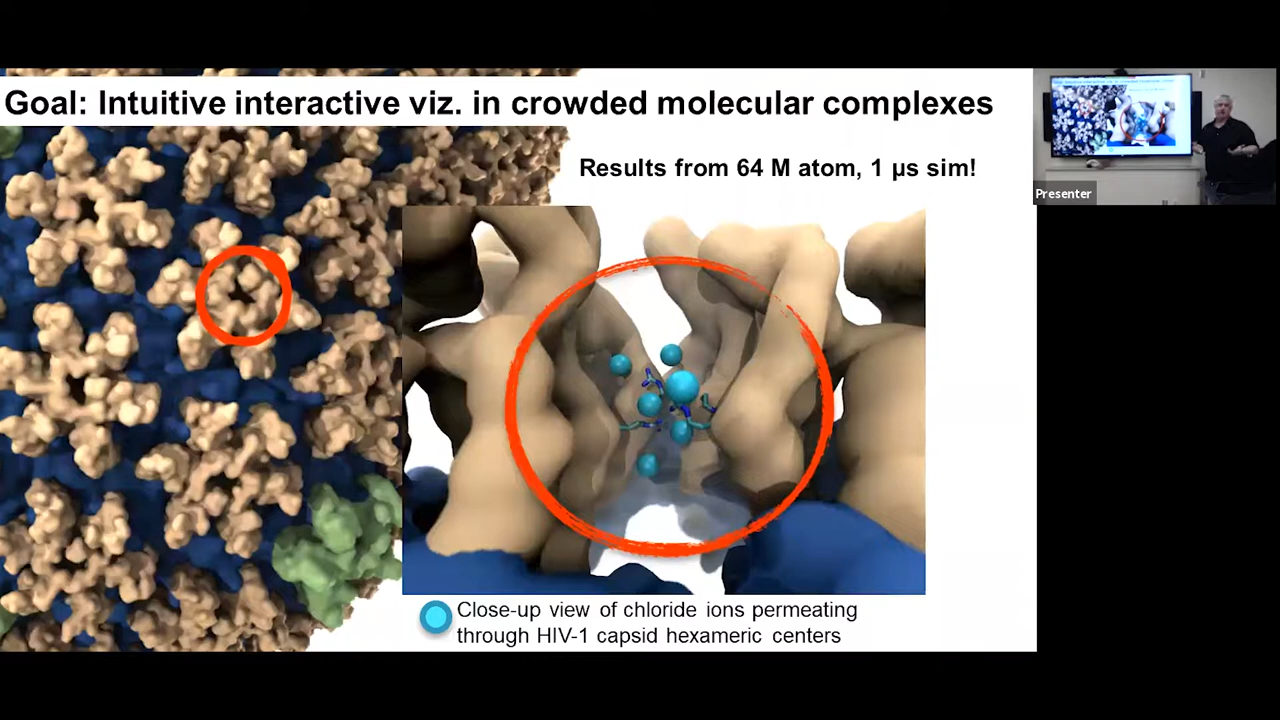 Goal: Intuitive interactive viz. in crowded molecular complexes
Results from 64 M atom, 1 µs sim!
Close-up view of chloride ions permeating
through HIV-1 capsid hexameric centers
Presenter